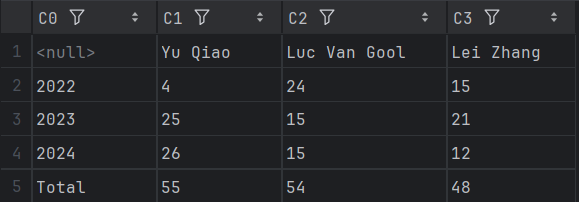 C0 C1 C2 C3
1 <null> Yu Qiao Luc Van Gool Lei Zhang
2 2022 4 24 15
3 2023 25 15 21
4 2024 26 15 12
5 Total 55 54 48